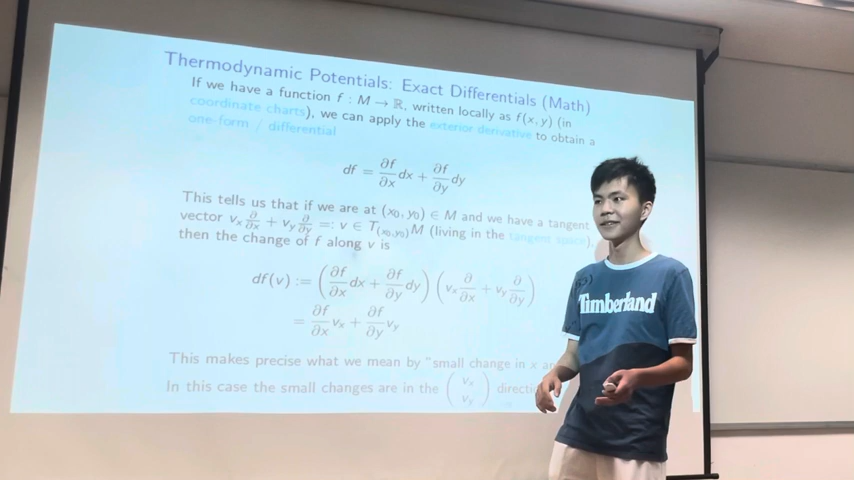 Thermodynamic Potentials: Exact Differentials (Math)
If we have a function f : M → ℝ, written locally as f(x, y) (in
coordinate charts), we can apply the exterior derivative to obtain a
one-form / differential
df = ∂f/∂x dx + ∂f/∂y dy
This tells us that if we are at (x₀, y₀) ∈ M and we have a tangent
vector vₓ ∂/∂x + v_y ∂/∂y =: v ∈ T_(x₀,y₀)M (living in the tangent space),
then the change of f along v is
df(v) := (∂f/∂x dx + ∂f/∂y dy) (vₓ ∂/∂x + v_y ∂/∂y)
= ∂f/∂x vₓ + ∂f/∂y v_y
This makes precise what we mean by "small change in x
In this case the small changes are in the (vₓ v_y)
Timberland